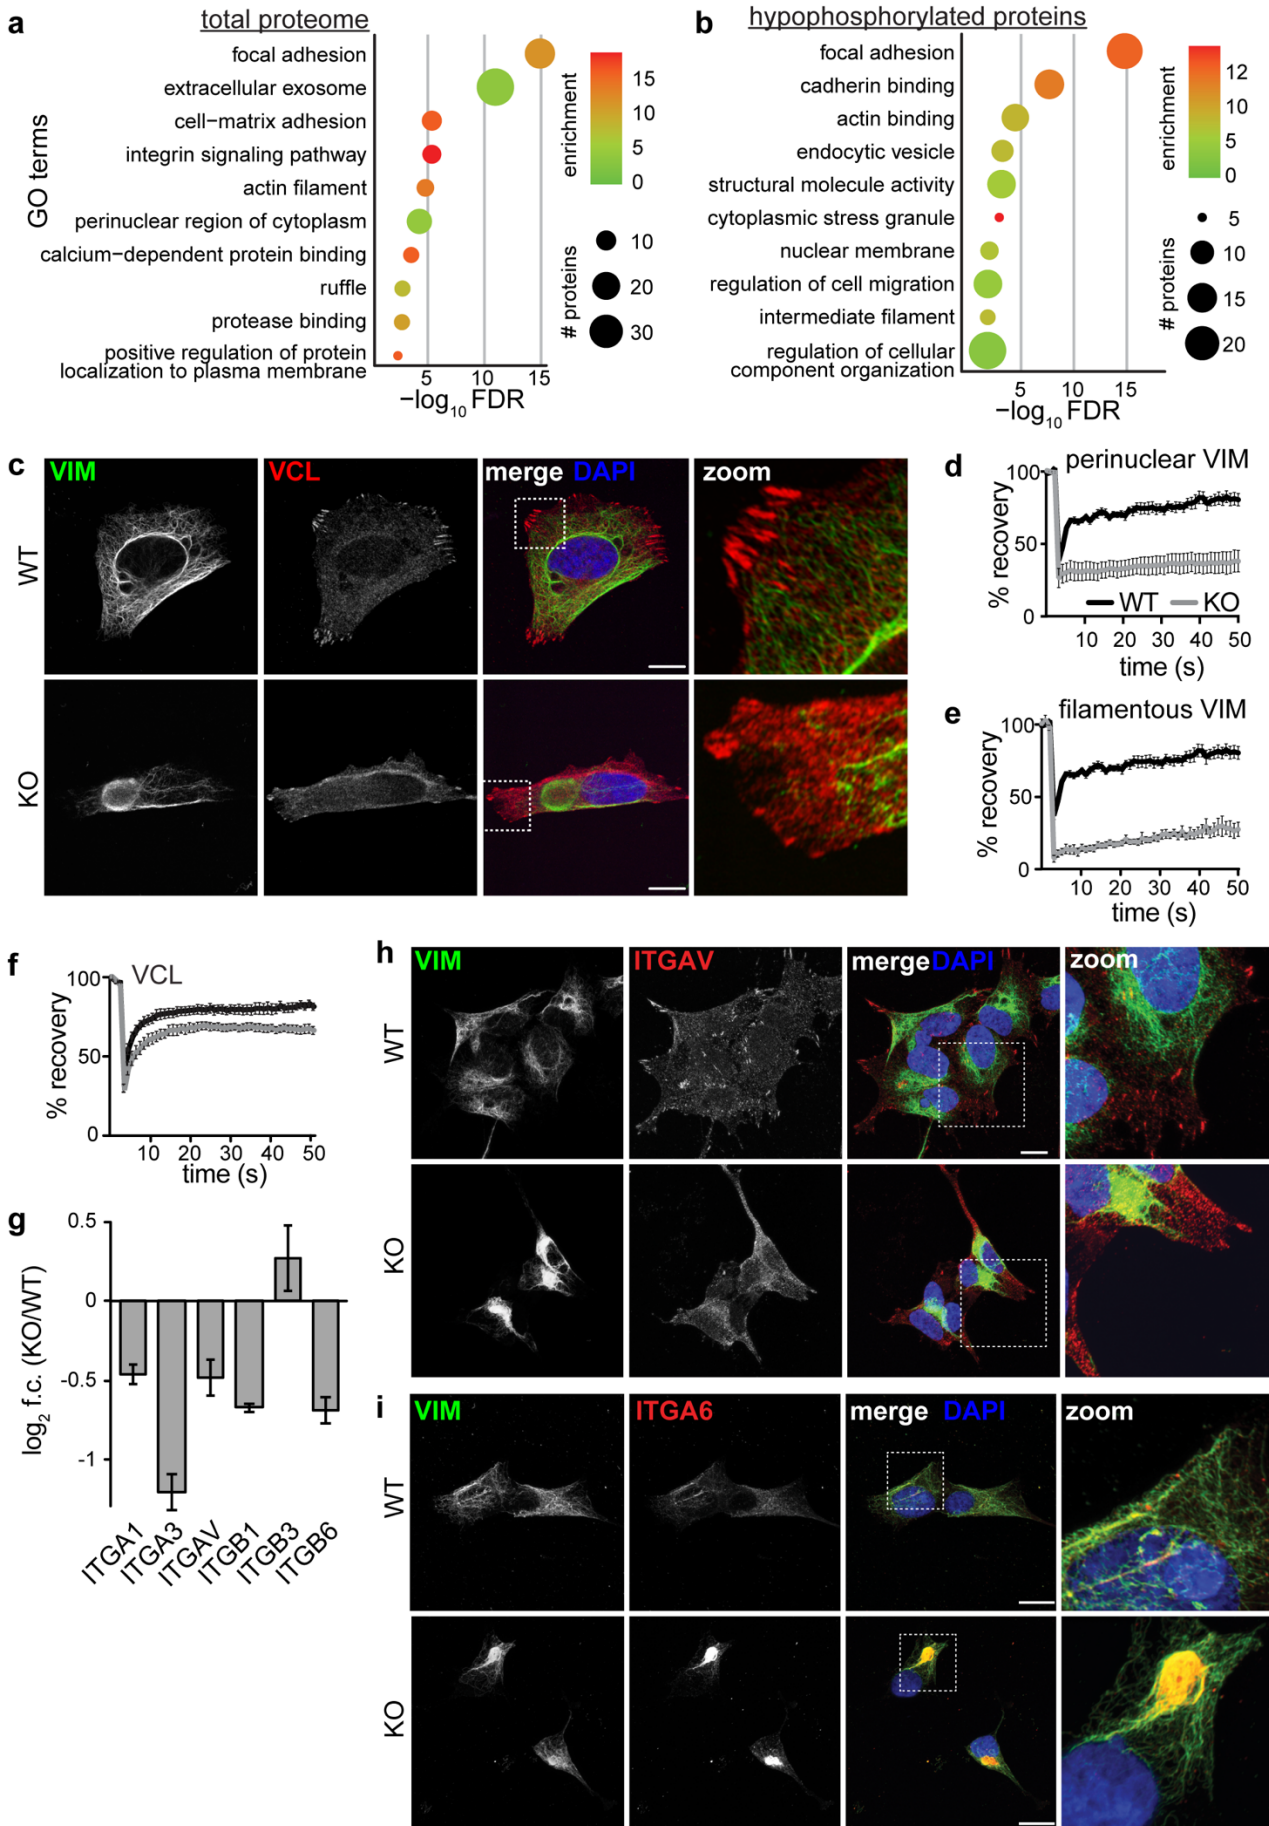 a
total proteome
GO terms
focal adhesion
extracellular exosome
cell−matrix adhesion
integrin signaling pathway
actin filament
perinuclear region of cytoplasm
calcium−dependent protein binding
ruffle
protease binding
positive regulation of protein
localization to plasma membrane
5 10 15
−log10 FDR
enrichment
15
10
5
0
# proteins
10
20
30
b
hypophosphorylated proteins
focal adhesion
cadherin binding
actin binding
endocytic vesicle
structural molecule activity
cytoplasmic stress granule
nuclear membrane
regulation of cell migration
intermediate filament
regulation of cellular
component organization
5 10 15
−log10 FDR
enrichment
12
10
5
0
# proteins
5
10
15
20
c
VIM VCL merge DAPI zoom
WT
KO
d
perinuclear VIM
% recovery
100
50
0
WT KO
10 20 30 40 50
time (s)
e
filamentous VIM
% recovery
100
50
0
10 20 30 40 50
time (s)
f
VCL
% recovery
100
50
0
10 20 30 40 50
time (s)
g
log2 f.c. (KO/WT)
0.5
0
-0.5
-1
ITGA1 ITGA3 ITGAV ITGB1 ITGB3 ITGB6
h
VIM ITGAV merge DAPI zoom
WT
KO
i
VIM ITGA6 merge DAPI zoom
WT
KO